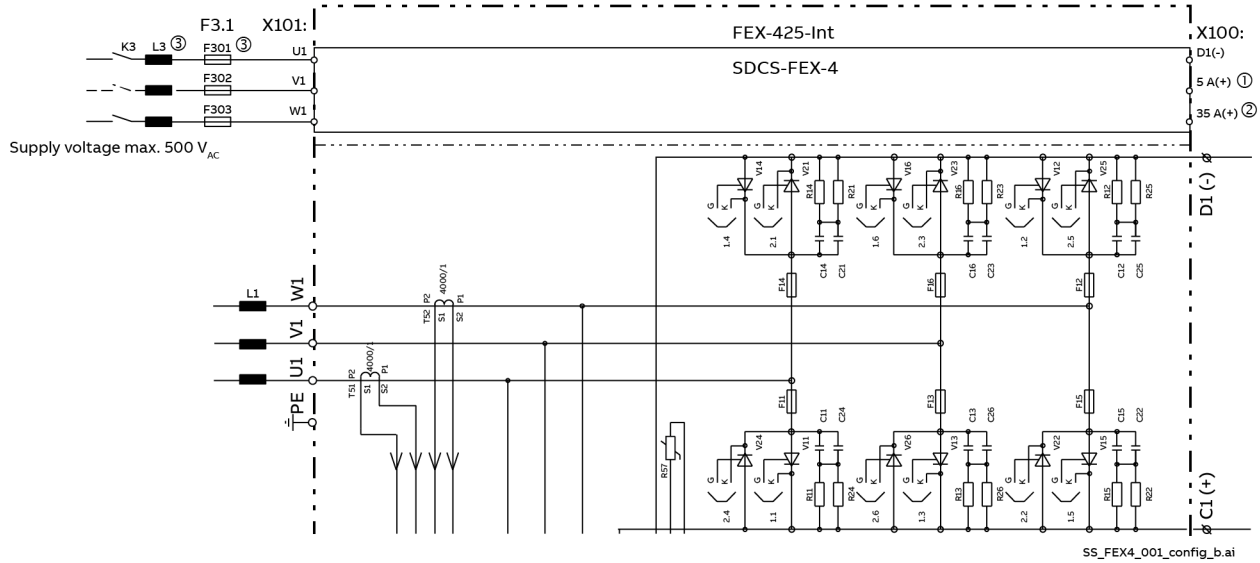 F3.1 X101:
FEX-425-Int
X100:
K3 L3 ③ F301 ③ U1
D1(-)
SDCS-FEX-4
F302 V1
5 A(+) ①
F303 W1
35 A(+) ②
Supply voltage max. 500 VAC
V14 V21 V16 V23 V12 V25
R14 R21 R16 R23 R12 R25
G K G K G K G K G K G K
1.4 2.1 1.6 2.3 1.2 2.5
D1 (-)
C14 C21 C16 C23 C12 C25
F14 F16 F12
L1 W1
4000/1
P2 P1
TS2 S1 S2
V1
U1
4000/1
P2 P1
TS1 S1 S2
PE
F11 F13 F15
C11 C24 C13 C26 C15 C22
V24 V11 V26 V13 V22 V15
R57
G K G K G K G K G K G K
R11 R24 R13 R26 R15 R22
2.4 1.1 2.6 1.3 2.2 1.5
C1 (+)
SS_FEX4_001_config_b.ai